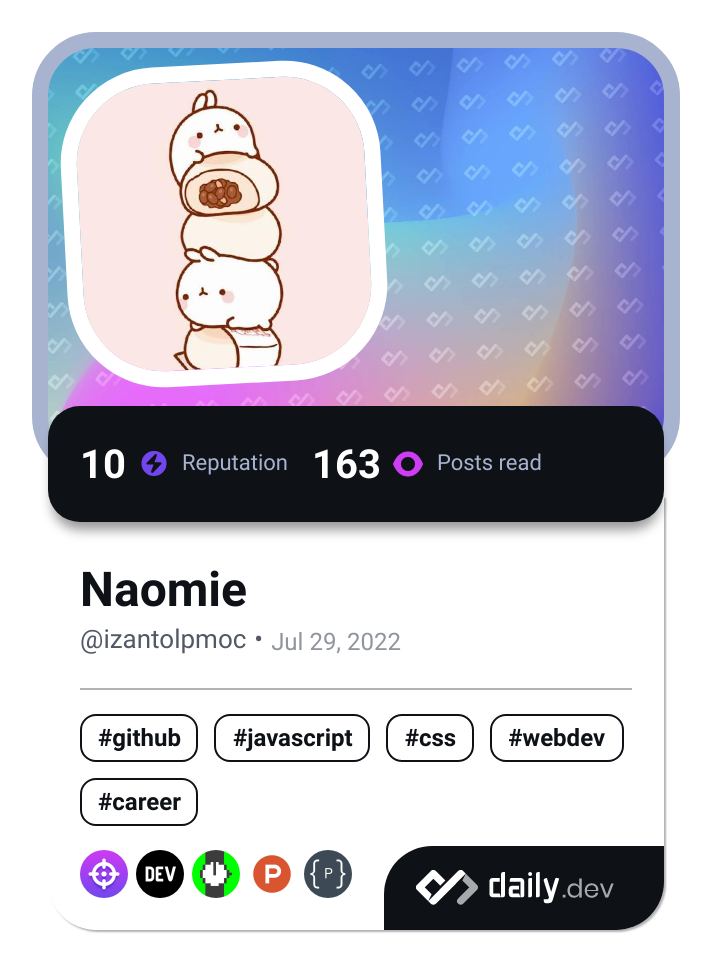 10 Reputation 163 Posts read
Naomie
@izantolpmoc • Jul 29, 2022
#github #javascript #css #webdev
#career
DEV P {P} daily.dev